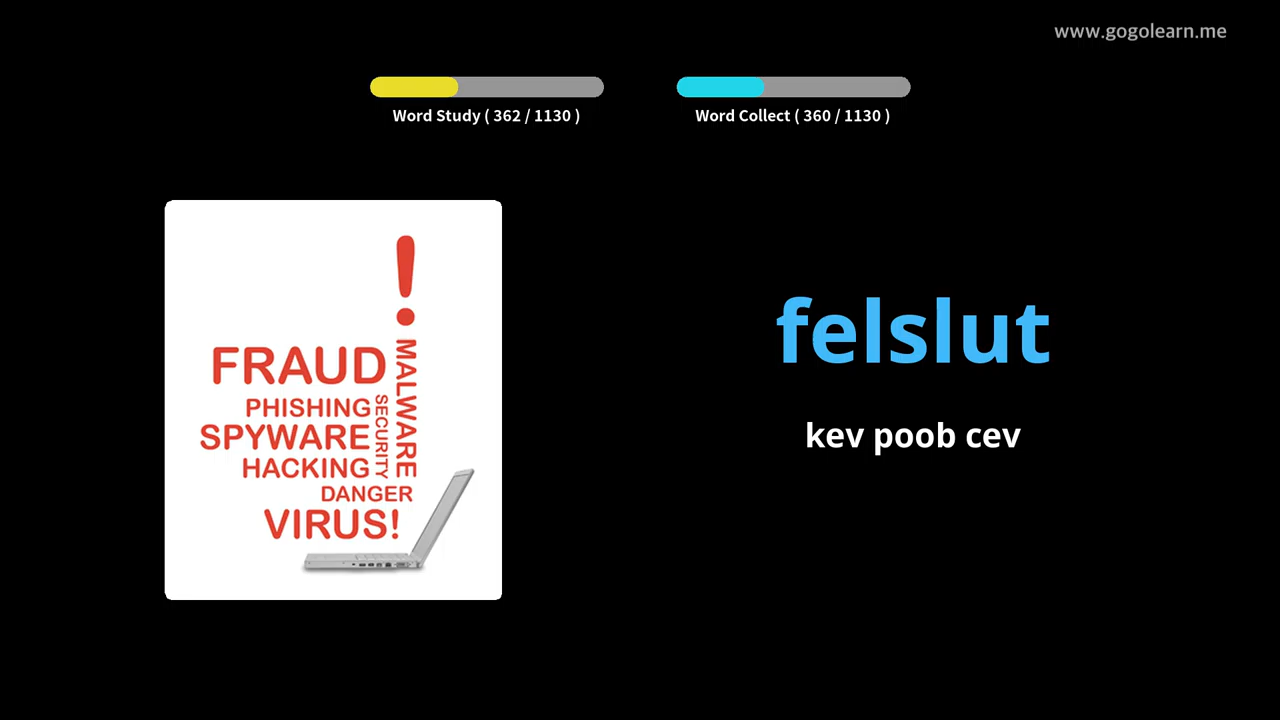 www.gogolearn.me
Word Study ( 362 / 1130 )
Word Collect ( 360 / 1130 )
!
FRAUD
MALWARE
PHISHING
SECURITY
SPYWARE
HACKING
DANGER
VIRUS!
felslut
kev poob cev